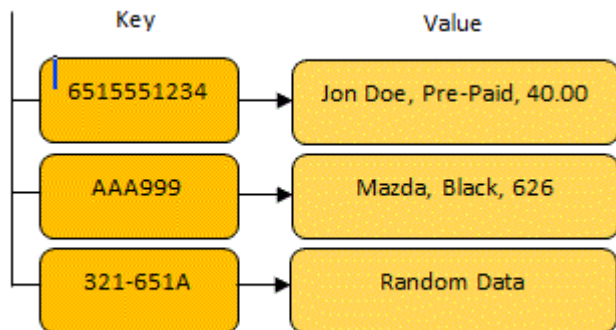 Key Value
6515551234 Jon Doe, Pre-Paid, 40.00
AAA999 Mazda, Black, 626
321-651A Random Data